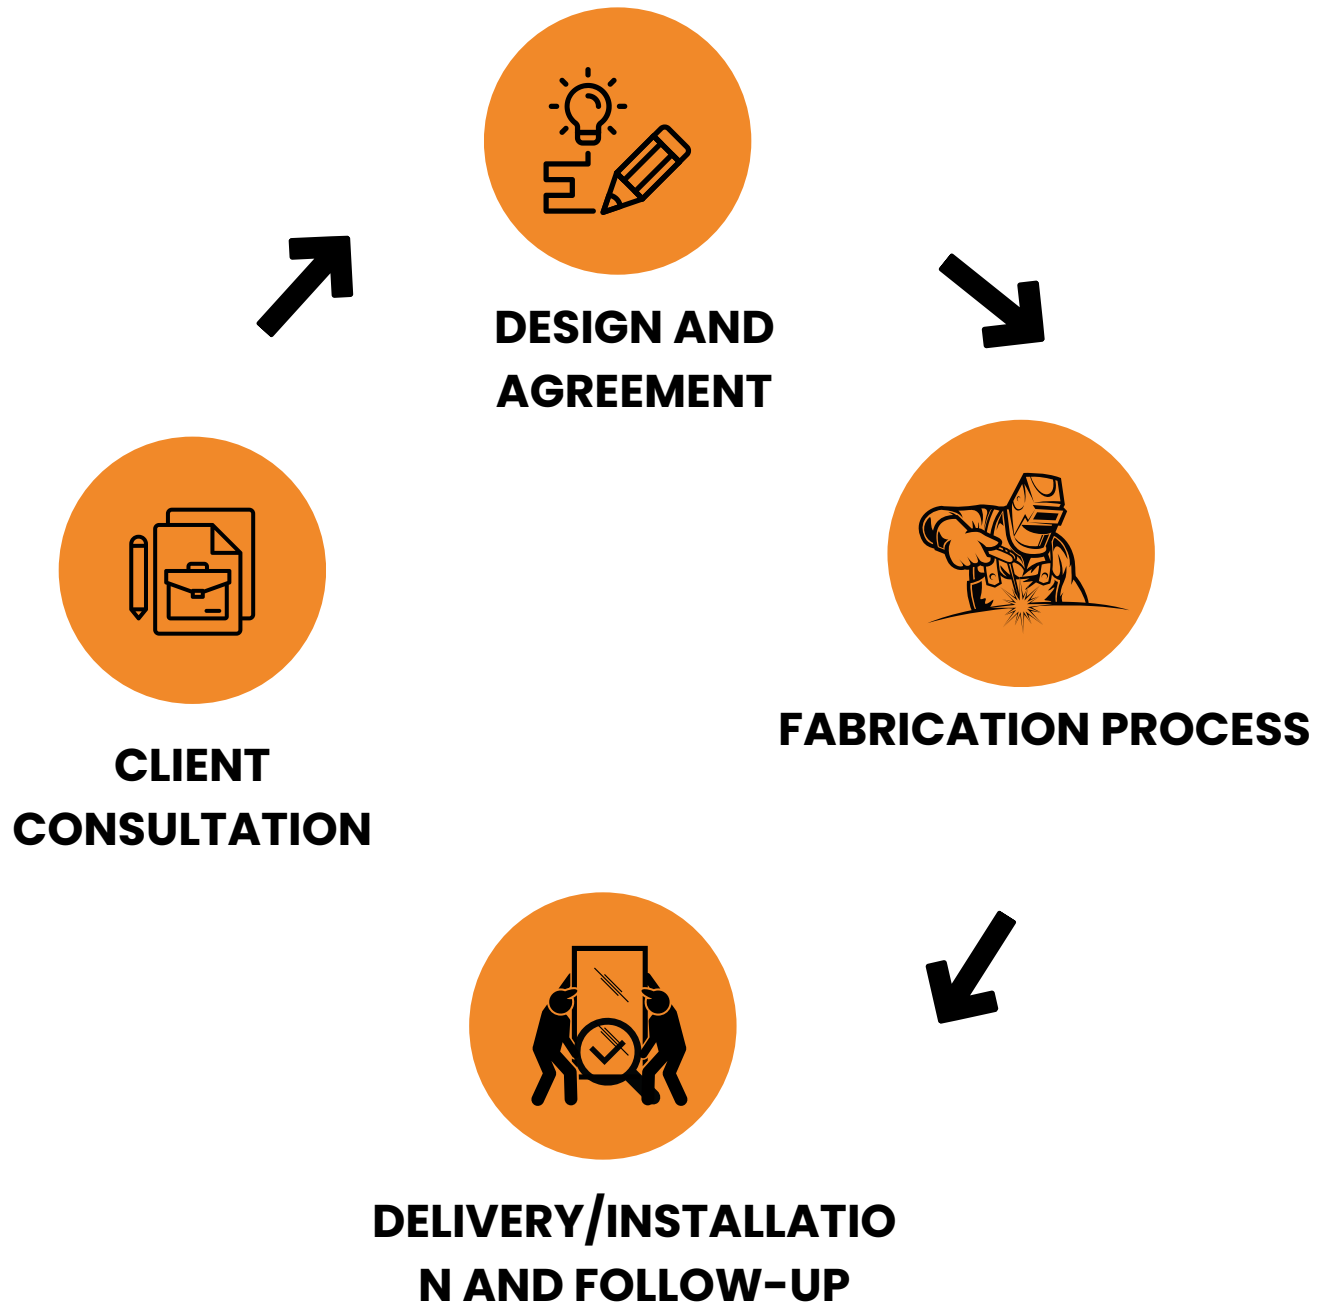 DESIGN AND
AGREEMENT
FABRICATION PROCESS
CLIENT
CONSULTATION
DELIVERY/INSTALLATIO
N AND FOLLOW-UP